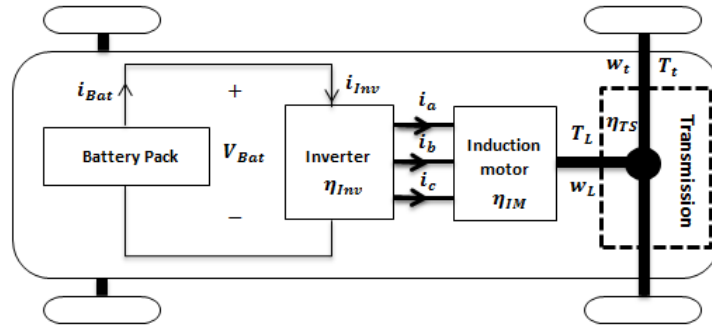 w_t T_t
i_Bat + i_Inv
i_a
η_TS
Battery Pack V_Bat Inverter
η_Inv
i_b
i_c
Induction
motor
η_IM
T_L
w_L
Transmission
−